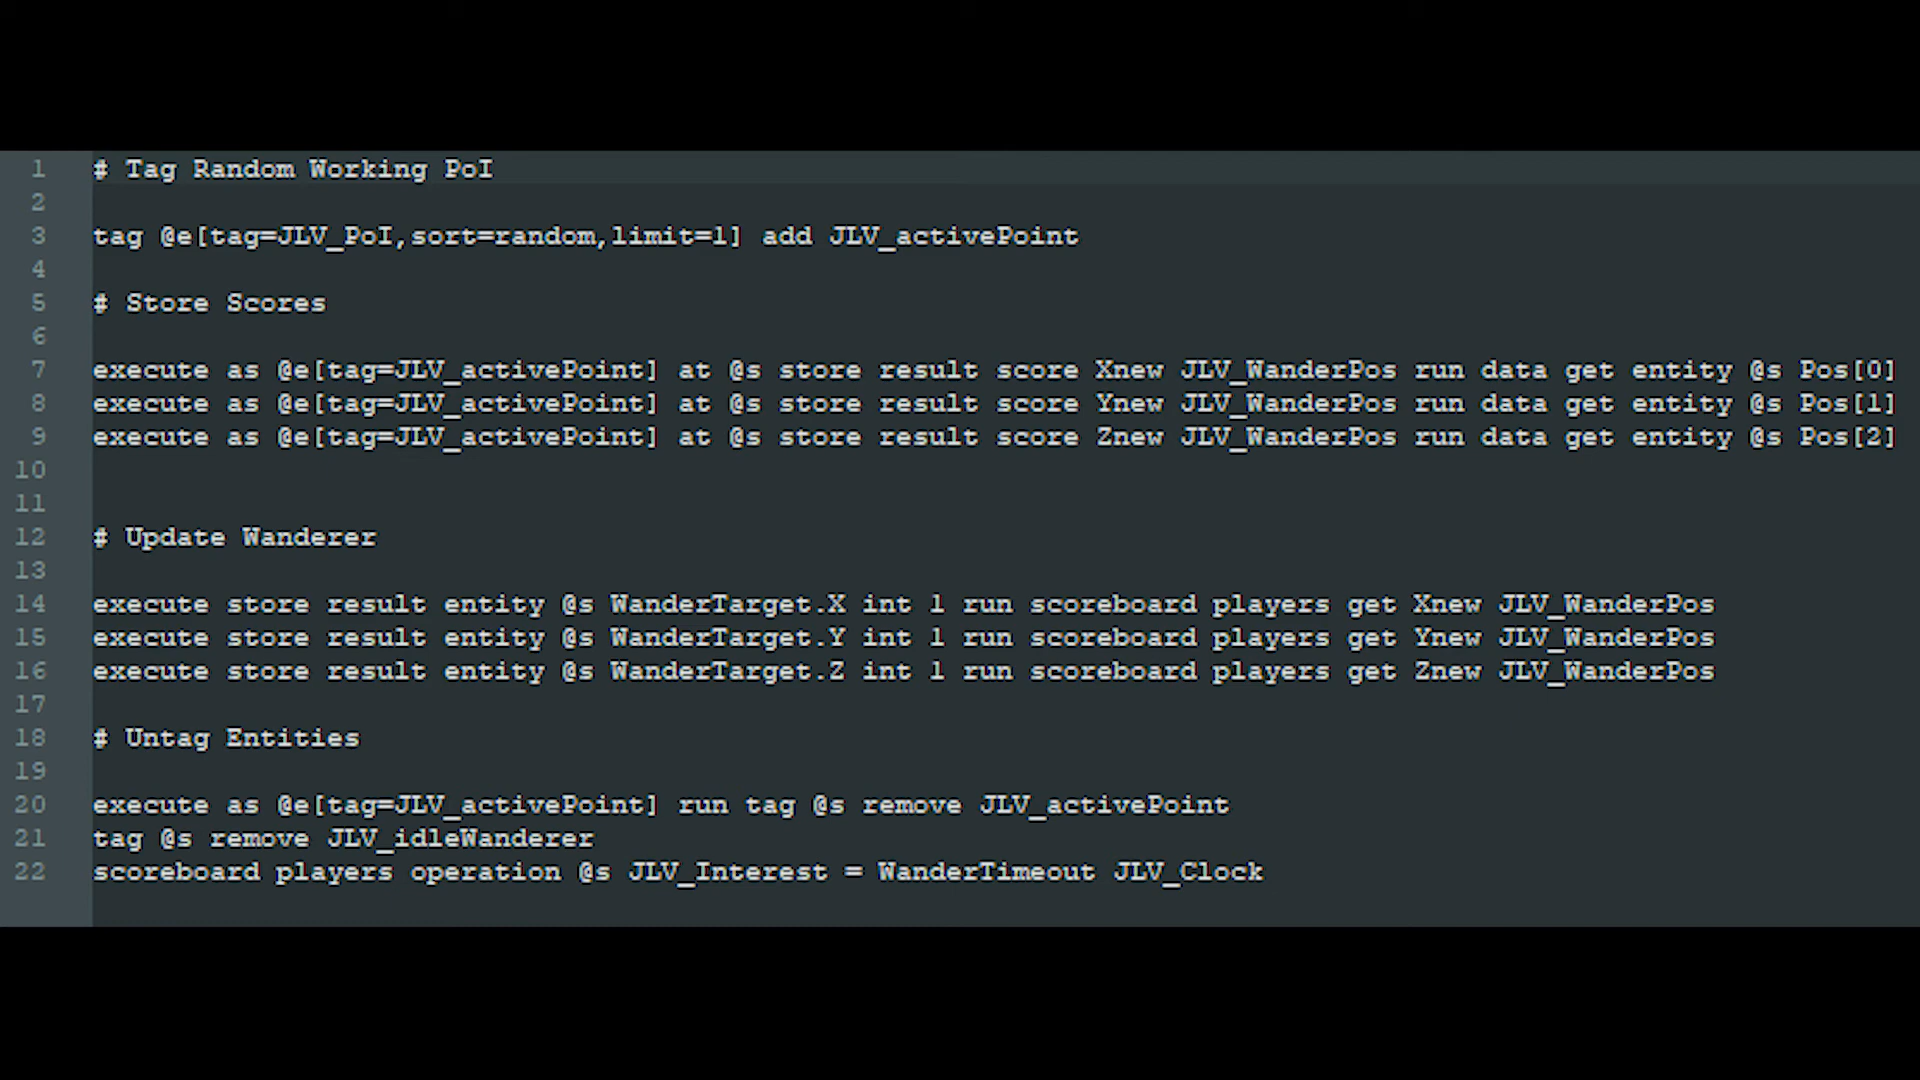 1 # Tag Random Working PoI
2
3 tag @e[tag=JLV_PoI,sort=random,limit=1] add JLV_activePoint
4
5 # Store Scores
6
7 execute as @e[tag=JLV_activePoint] at @s store result score Xnew JLV_WanderPos run data get entity @s Pos[0]
8 execute as @e[tag=JLV_activePoint] at @s store result score Ynew JLV_WanderPos run data get entity @s Pos[1]
9 execute as @e[tag=JLV_activePoint] at @s store result score Znew JLV_WanderPos run data get entity @s Pos[2]
10
11
12 # Update Wanderer
13
14 execute store result entity @s WanderTarget.X int 1 run scoreboard players get Xnew JLV_WanderPos
15 execute store result entity @s WanderTarget.Y int 1 run scoreboard players get Ynew JLV_WanderPos
16 execute store result entity @s WanderTarget.Z int 1 run scoreboard players get Znew JLV_WanderPos
17
18 # Untag Entities
19
20 execute as @e[tag=JLV_activePoint] run tag @s remove JLV_activePoint
21 tag @s remove JLV_idleWanderer
22 scoreboard players operation @s JLV_Interest = WanderTimeout JLV_Clock